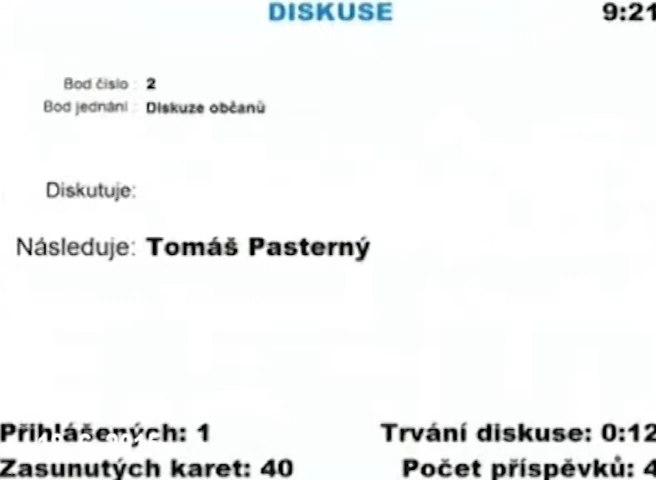 DISKUSE 9:21
Bod číslo : 2
Bod jednání : Diskuze občanů
Diskutuje:
Následuje: Tomáš Pasterný
Přihlášených: 1 Trvání diskuse: 0:12
Zasunutých karet: 40 Počet příspěvků: 4